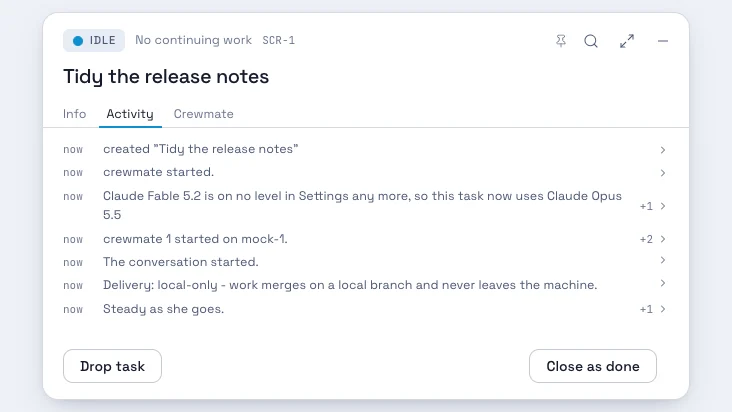 IDLE No continuing work SCR-1
Tidy the release notes
Info Activity Crewmate
now created "Tidy the release notes"
now crewmate started.
now Claude Fable 5.2 is on no level in Settings any more, so this task now uses Claude Opus
5.5 +1
now crewmate 1 started on mock-1. +2
now The conversation started.
now Delivery: local-only - work merges on a local branch and never leaves the machine.
now Steady as she goes. +1
Drop task Close as done